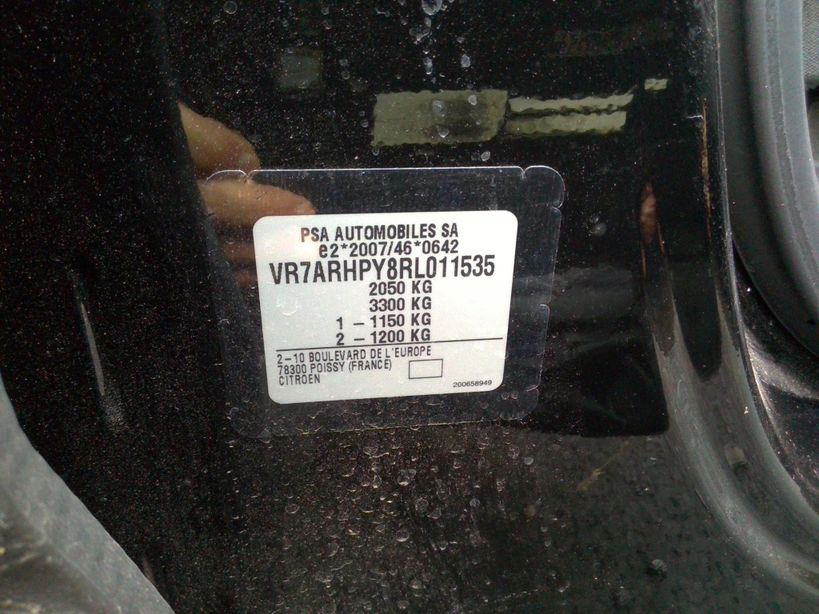 PSA AUTOMOBILES SA
e2*2007/46*0642
VR7ARHPY8RL011535
2050 KG
3300 KG
1 – 1150 KG
2 – 1200 KG
2–10 BOULEVARD DE L'EUROPE
78300 POISSY (FRANCE)
CITROEN
200658949